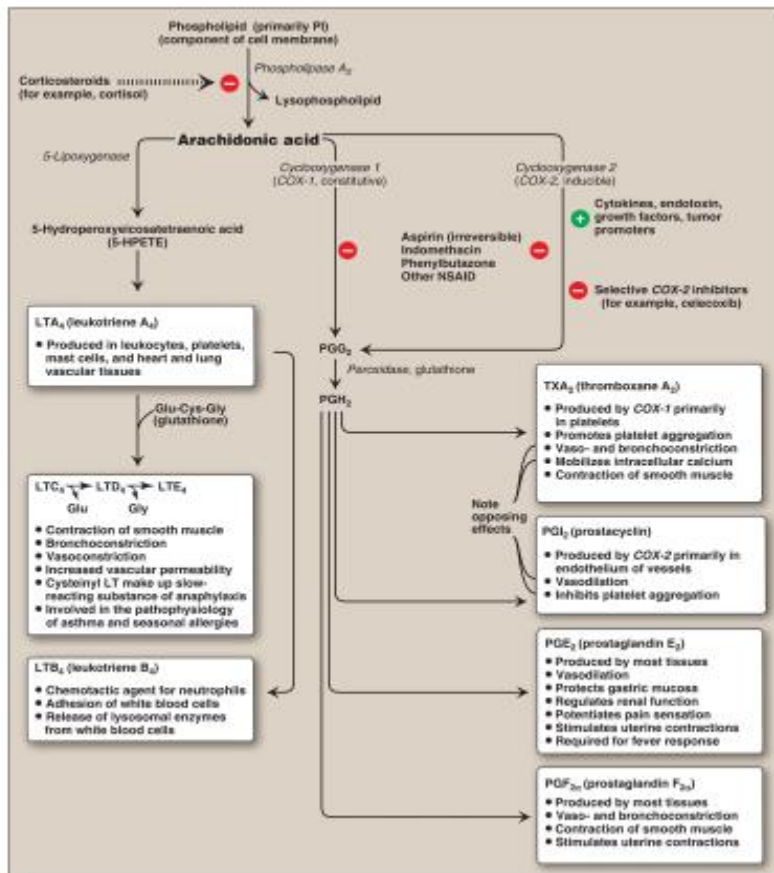 Phospholipid (primarily PI)
(component of cell membrane)
Phospholipase A₂
Corticosteroids
(for example, cortisol)
Lysophospholipid
Arachidonic acid
5-Lipoxygenase
Cyclooxygenase 1
(COX-1, constitutive)
Cyclooxygenase 2
(COX-2, inducible)
Cytokines, endotoxin,
growth factors, tumor
promoters
5-Hydroperoxyeicosatetraenoic acid
(5-HPETE)
Aspirin (irreversible)
Indomethacin
Phenylbutazone
Other NSAID
Selective COX-2 inhibitors
(for example, celecoxib)
LTA₄ (leukotriene A₄)
• Produced in leukocytes, platelets,
mast cells, and heart and lung
vascular tissues
PGG₂
Peroxidase, glutathione
PGH₂
Glu-Cys-Gly
(glutathione)
TXA₂ (thromboxane A₂)
• Produced by COX-1 primarily
in platelets
• Promotes platelet aggregation
• Vaso- and bronchoconstriction
• Mobilizes intracellular calcium
• Contraction of smooth muscle
LTC₄ LTD₄ LTE₄
Glu Gly
• Contraction of smooth muscle
• Bronchoconstriction
• Vasoconstriction
• Increased vascular permeability
• Cysteinyl LT make up slow-
reacting substance of anaphylaxis
• Involved in the pathophysiology
of asthma and seasonal allergies
Note
opposing
effects
PGI₂ (prostacyclin)
• Produced by COX-2 primarily in
endothelium of vessels
• Vasodilation
• Inhibits platelet aggregation
LTB₄ (leukotriene B₄)
• Chemotactic agent for neutrophils
• Adhesion of white blood cells
• Release of lysosomal enzymes
from white blood cells
PGE₂ (prostaglandin E₂)
• Produced by most tissues
• Vasodilation
• Protects gastric mucosa
• Regulates renal function
• Potentiates pain sensation
• Stimulates uterine contractions
• Required for fever response
PGF₂α (prostaglandin F₂α)
• Produced by most tissues
• Vaso- and bronchoconstriction
• Contraction of smooth muscle
• Stimulates uterine contractions